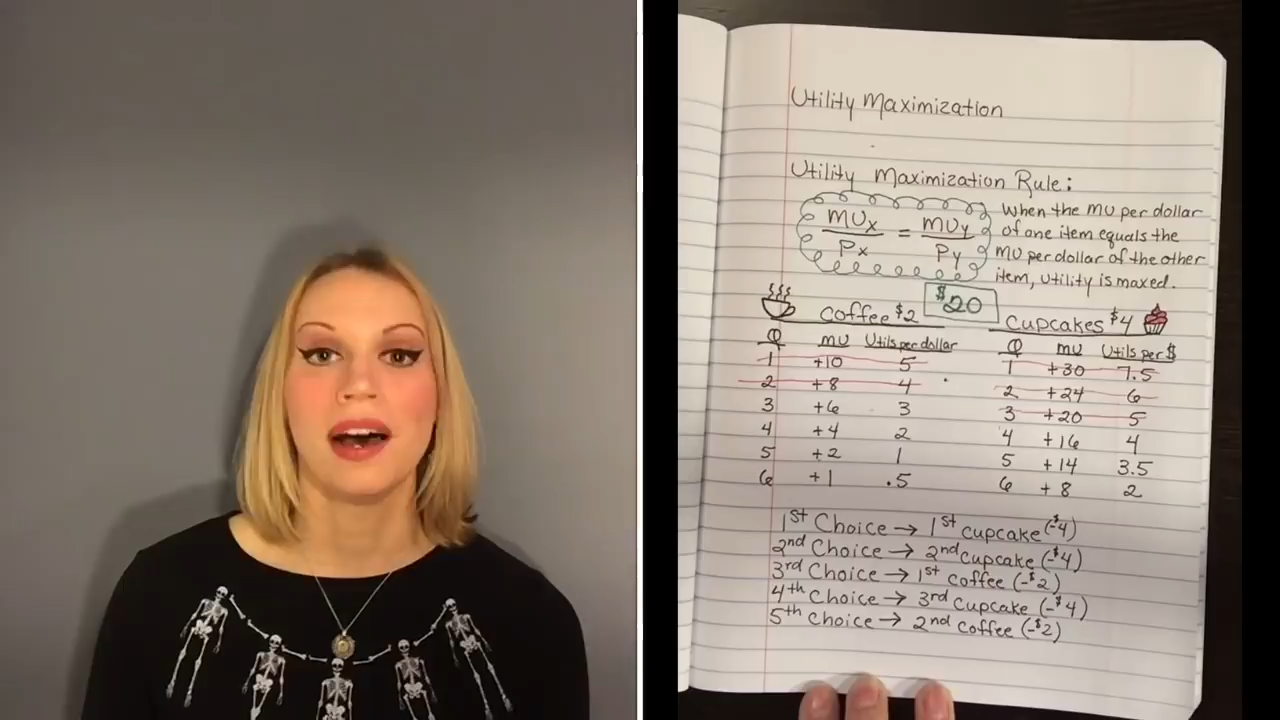 Utility Maximization
Utility Maximization Rule:
MUx/Px = MUy/Py
When the MU per dollar
of one item equals the
MU per dollar of the other
item, utility is maxed.
$20
Coffee $2
Q MU Utils per dollar
1 +10 5
2 +8 4
3 +6 3
4 +4 2
5 +2 1
6 +1 .5
Cupcakes $4
Q MU Utils per $
1 +30 7.5
2 +24 6
3 +20 5
4 +16 4
5 +14 3.5
6 +8 2
1st Choice → 1st cupcake (-$4)
2nd Choice → 2nd cupcake (-$4)
3rd Choice → 1st coffee (-$2)
4th Choice → 3rd cupcake (-$4)
5th Choice → 2nd coffee (-$2)